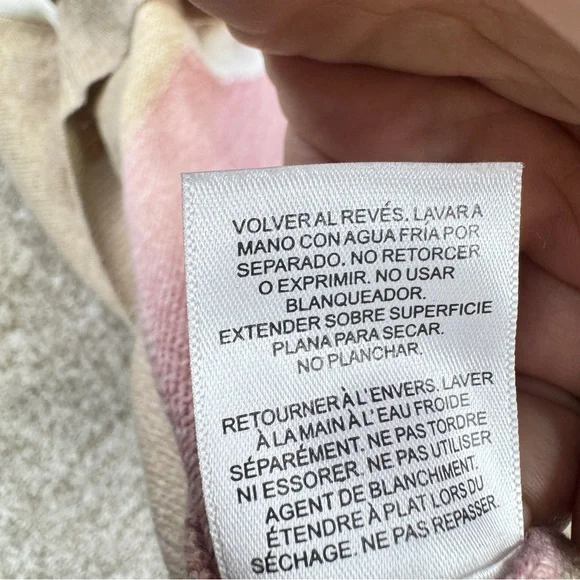 VOLVER AL REVÉS. LAVAR A
MANO CON AGUA FRÍA POR
SEPARADO. NO RETORCER
O EXPRIMIR. NO USAR
BLANQUEADOR.
EXTENDER SOBRE SUPERFICIE
PLANA PARA SECAR.
NO PLANCHAR.
RETOURNER À L'ENVERS. LAVER
À LA MAIN À L'EAU FROIDE
SÉPARÉMENT. NE PAS TORDRE
NI ESSORER. NE PAS UTILISER
AGENT DE BLANCHIMENT.
ÉTENDRE À PLAT LORS DU
SÉCHAGE. NE PAS REPASSER.